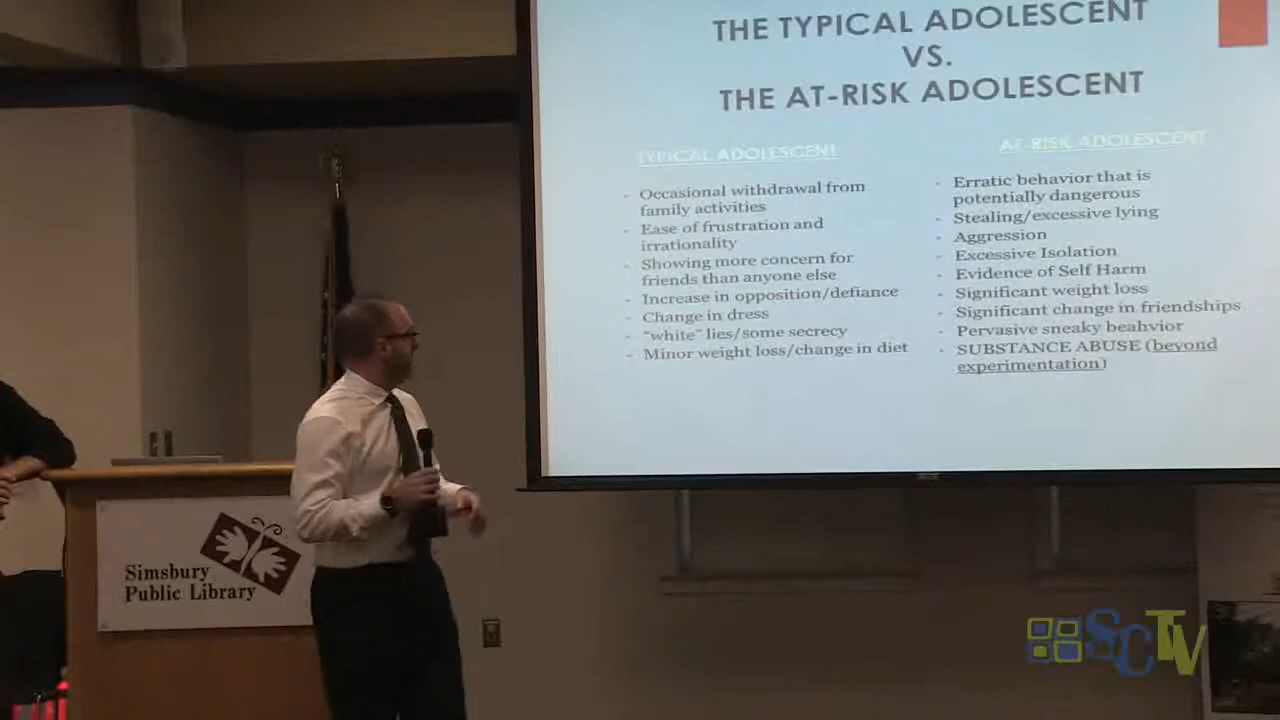 THE TYPICAL ADOLESCENT
VS.
THE AT-RISK ADOLESCENT
TYPICAL ADOLESCENT
- Occasional withdrawal from
family activities
- Ease of frustration and
irrationality
- Showing more concern for
friends than anyone else
- Increase in opposition/defiance
- Change in dress
- "white" lies/some secrecy
- Minor weight loss/change in diet
AT-RISK ADOLESCENT
- Erratic behavior that is
potentially dangerous
- Stealing/excessive lying
- Aggression
- Excessive Isolation
- Evidence of Self Harm
- Significant weight loss
- Significant change in friendships
- Pervasive sneaky beahvior
- SUBSTANCE ABUSE (beyond
experimentation)
Simsbury
Public Library
SCTV